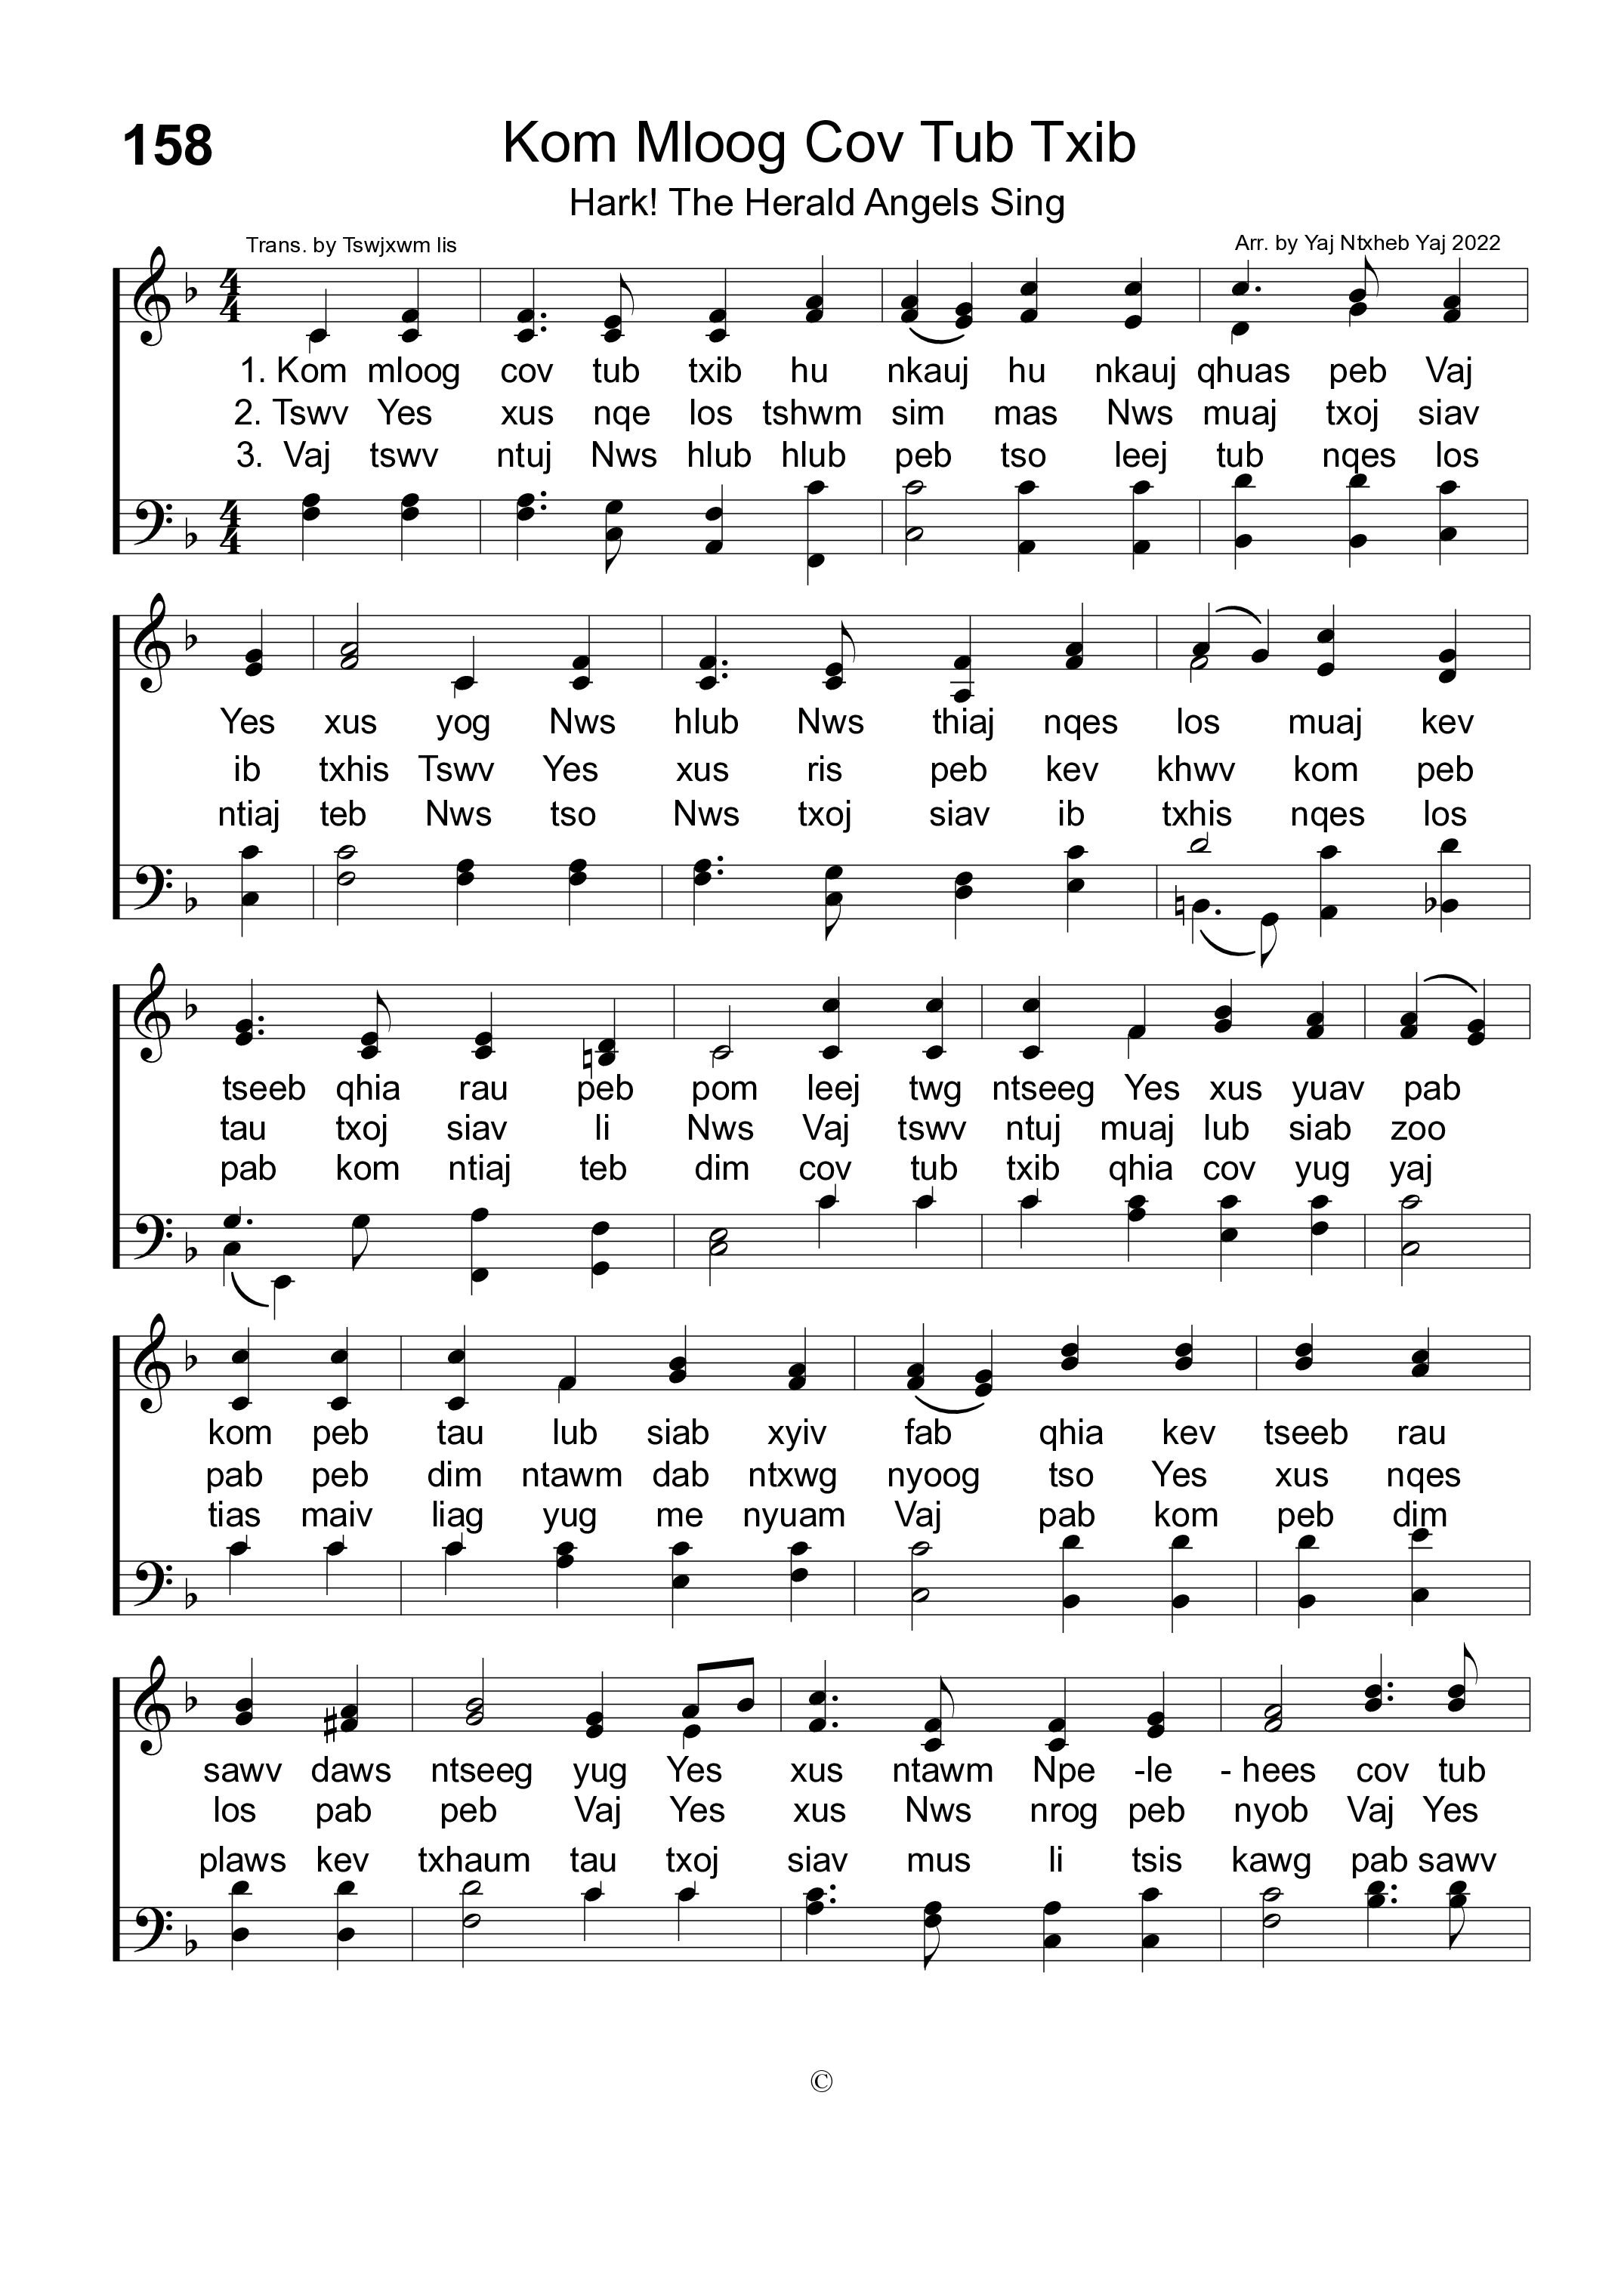 158
Kom Mloog Cov Tub Txib
Hark! The Herald Angels Sing
Trans. by Tswjxwm lis
Arr. by Yaj Ntxheb Yaj 2022
1. Kom mloog cov tub txib hu nkauj hu nkauj qhuas peb Vaj
2. Tswv Yes xus nqe los tshwm sim mas Nws muaj txoj siav
3. Vaj tswv ntuj Nws hlub hlub peb tso leej tub nqes los
Yes xus yog Nws hlub Nws thiaj nqes los muaj kev
ib txhis Tswv Yes xus ris peb kev khwv kom peb
ntiaj teb Nws tso Nws txoj siav ib txhis nqes los
tseeb qhia rau peb pom leej twg ntseeg Yes xus yuav pab
tau txoj siav li Nws Vaj tswv ntuj muaj lub siab zoo
pab kom ntiaj teb dim cov tub txib qhia cov yug yaj
kom peb tau lub siab xyiv fab qhia kev tseeb rau
pab peb dim ntawm dab ntxwg nyoog tso Yes xus nqes
tias maiv liag yug me nyuam Vaj pab kom peb dim
sawv daws ntseeg yug Yes xus ntawm Npe -le - hees cov tub
los pab peb Vaj Yes xus Nws nrog peb nyob Vaj Yes
plaws kev txhaum tau txoj siav mus li tsis kawg pab sawv
©